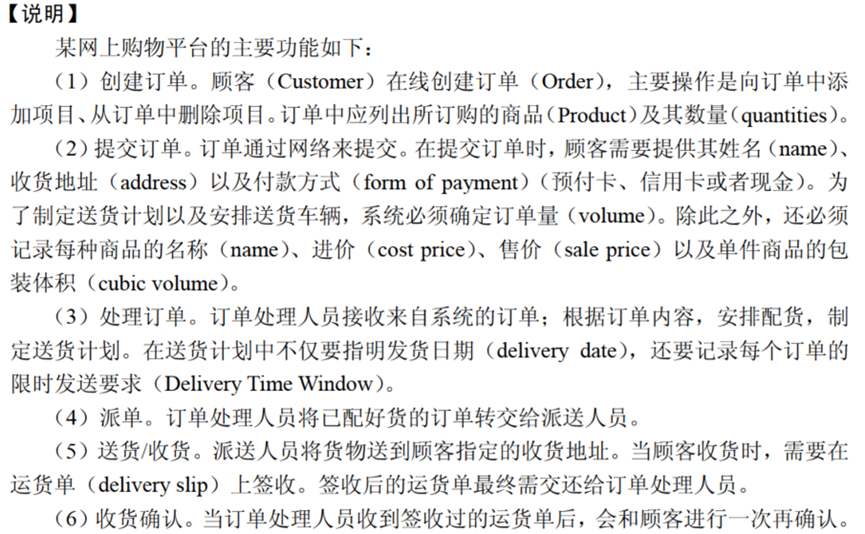 【说明】
某网上购物平台的主要功能如下：
（1）创建订单。顾客（Customer）在线创建订单（Order），主要操作是向订单中添
加项目、从订单中删除项目。订单中应列出所订购的商品（Product）及其数量（quantities）。
（2）提交订单。订单通过网络来提交。在提交订单时，顾客需要提供其姓名（name）、
收货地址（address）以及付款方式（form of payment）（预付卡、信用卡或者现金）。为
了制定送货计划以及安排送货车辆，系统必须确定订单量（volume）。除此之外，还必须
记录每种商品的名称（name）、进价（cost price）、售价（sale price）以及单件商品的包
装体积（cubic volume）。
（3）处理订单。订单处理人员接收来自系统的订单；根据订单内容，安排配货，制
定送货计划。在送货计划中不仅要指明发货日期（delivery date），还要记录每个订单的
限时发送要求（Delivery Time Window）。
（4）派单。订单处理人员将已配好货的订单转交给派送人员。
（5）送货/收货。派送人员将货物送到顾客指定的收货地址。当顾客收货时，需要在
运货单（delivery slip）上签收。签收后的运货单最终需交还给订单处理人员。
（6）收货确认。当订单处理人员收到签收过的运货单后，会和顾客进行一次再确认。